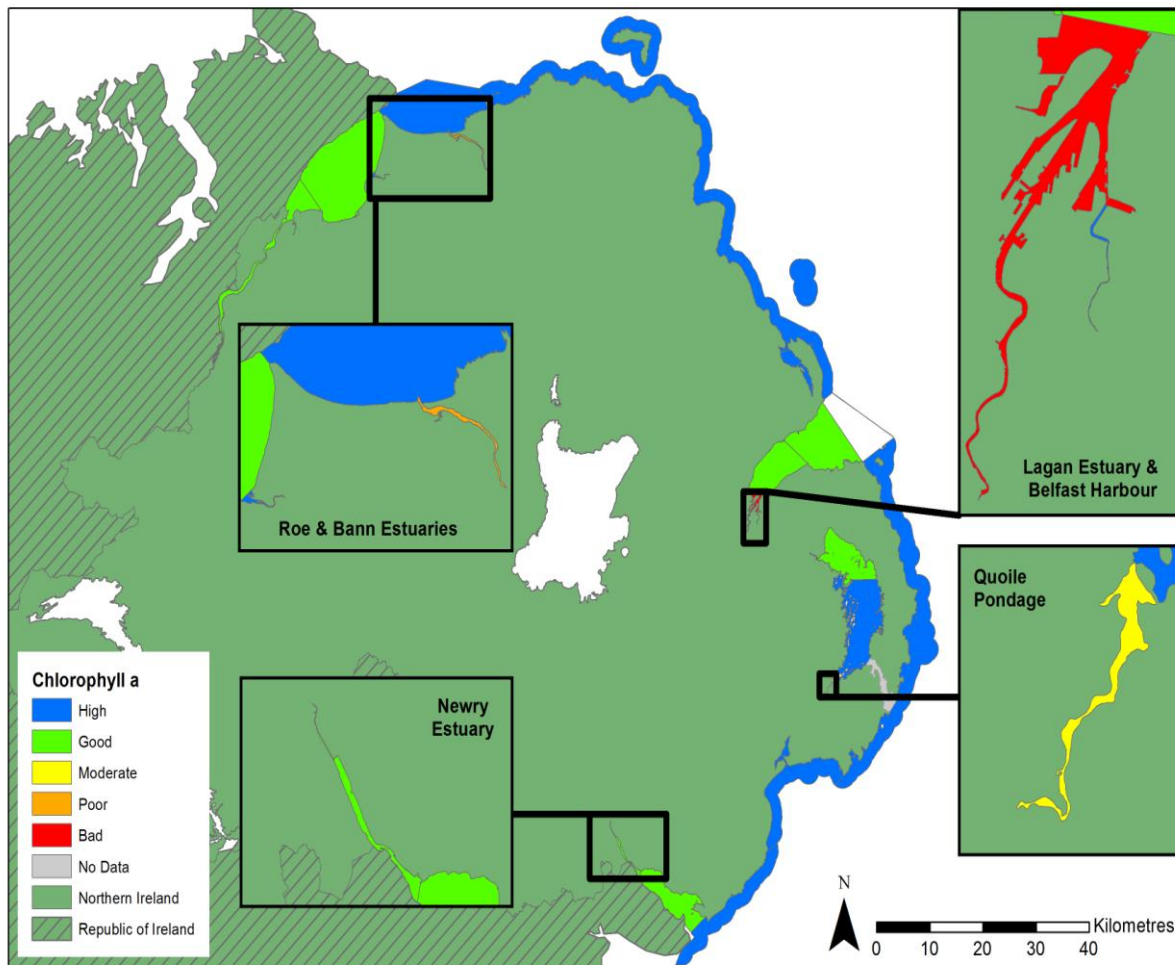 Roe & Bann Estuaries
Lagan Estuary &
Belfast Harbour
Quoile
Pondage
Newry
Estuary
Chlorophyll a
High
Good
Moderate
Poor
Bad
No Data
Northern Ireland
Republic of Ireland
N
Kilometres
0 10 20 30 40